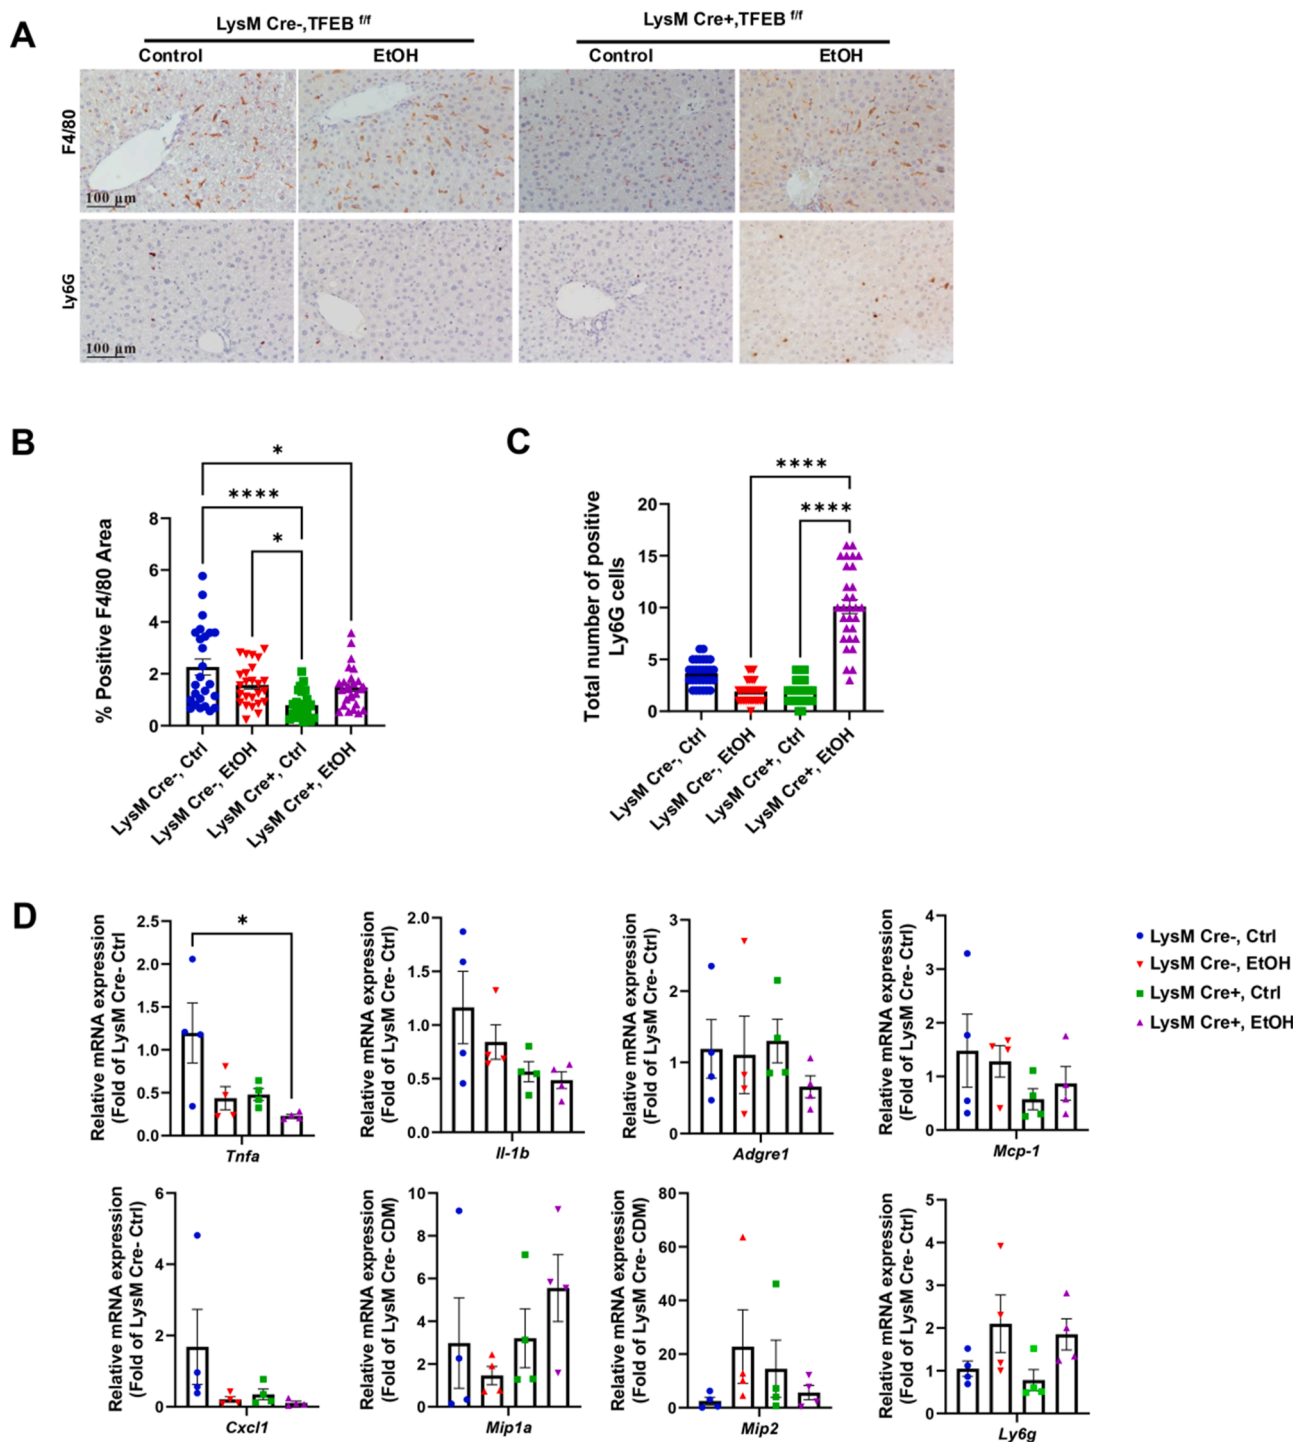 A
LysM Cre-,TFEB f/f
LysM Cre+,TFEB f/f
Control
EtOH
Control
EtOH
F4/80
100 µm
Ly6G
100 µm
B
% Positive F4/80 Area
8
6
4
2
0
*
****
*
LysM Cre-, Ctrl
LysM Cre-, EtOH
LysM Cre+, Ctrl
LysM Cre+, EtOH
C
Total number of positive
Ly6G cells
20
15
10
5
0
****
****
LysM Cre-, Ctrl
LysM Cre-, EtOH
LysM Cre+, Ctrl
LysM Cre+, EtOH
D
Relative mRNA expression
(Fold of LysM Cre- Ctrl)
2.5
2.0
1.5
1.0
0.5
0.0
*
Tnfa
Relative mRNA expression
(Fold of LysM Cre- Ctrl)
2.0
1.5
1.0
0.5
0.0
Il-1b
Relative mRNA expression
(Fold of LysM Cre- Ctrl)
3
2
1
0
Adgre1
Relative mRNA expression
(Fold of LysM Cre- Ctrl)
4
3
2
1
0
Mcp-1
LysM Cre-, Ctrl
LysM Cre-, EtOH
LysM Cre+, Ctrl
LysM Cre+, EtOH
Relative mRNA expression
(Fold of LysM Cre- Ctrl)
6
4
2
0
Cxcl1
Relative mRNA expression
(Fold of LysM Cre- CDM)
10
8
6
4
2
0
Mip1a
Relative mRNA expression
(Fold of LysM Cre- CDM)
80
60
40
20
0
Mip2
Relative mRNA expression
(Fold of LysM Cre- Ctrl)
5
4
3
2
1
0
Ly6g